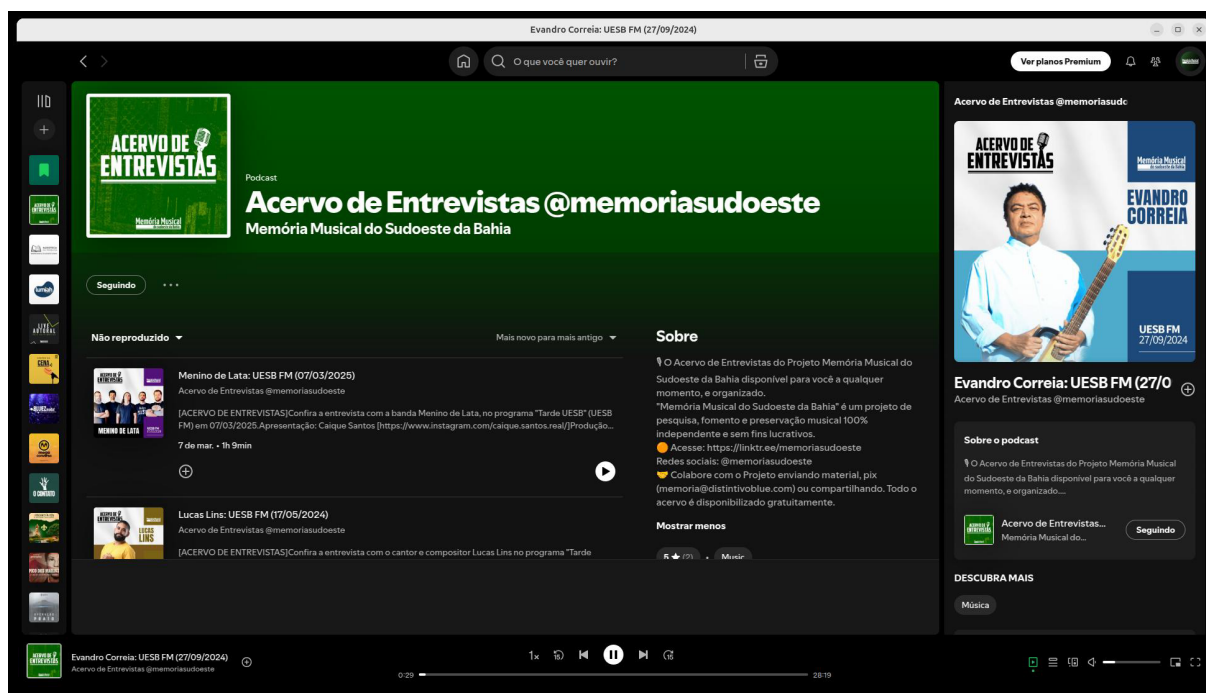 Evandro Correia: UESB FM (27/09/2024)
O que você quer ouvir?
Ver planos Premium
ACERVO DE
ENTREVISTAS
Memória Musical
Podcast
Acervo de Entrevistas @memoriasudoeste
Memória Musical do Sudoeste da Bahia
Seguindo
Não reproduzido
Mais novo para mais antigo
MENINO DE LATA
Menino de Lata: UESB FM (07/03/2025)
Acervo de Entrevistas @memoriasudoeste
[ACERVO DE ENTREVISTAS]Confira a entrevista com a banda Menino de Lata, no programa "Tarde UESB" (UESB
FM) em 07/03/2025.Apresentação: Caique Santos [https://www.instagram.com/caique.santos.real/]Produção...
7 de mar. • 1h 9min
LUCAS
LINS
Lucas Lins: UESB FM (17/05/2024)
Acervo de Entrevistas @memoriasudoeste
[ACERVO DE ENTREVISTAS]Confira a entrevista com o cantor e compositor Lucas Lins no programa "Tarde
Sobre
O Acervo de Entrevistas do Projeto Memória Musical do
Sudoeste da Bahia disponível para você a qualquer
momento, e organizado.
"Memória Musical do Sudoeste da Bahia" é um projeto de
pesquisa, fomento e preservação musical 100%
independente e sem fins lucrativos.
Acesse: https://linktr.ee/memoriasudoeste
Redes sociais: @memoriasudoeste
Colabore com o Projeto enviando material, pix
(memoria@distintivoblue.com) ou compartilhando. Todo o
acervo é disponibilizado gratuitamente.
Mostrar menos
5 ★ (2) • Music
Acervo de Entrevistas @memoriasudo
ACERVO DE
ENTREVISTAS
Memória Musical
do sudoeste da Bahia
EVANDRO
CORREIA
UESB FM
27/09/2024
Evandro Correia: UESB FM (27/0
Acervo de Entrevistas @memoriasudoeste
Sobre o podcast
O Acervo de Entrevistas do Projeto Memória Musical
do Sudoeste da Bahia disponível para você a qualquer
momento, e organizado....
Acervo de Entrevistas...
Memória Musical do...
Seguindo
DESCUBRA MAIS
Música
Evandro Correia: UESB FM (27/09/2024)
Acervo de Entrevistas @memoriasudoeste
1x
15
15
0:29
28:19